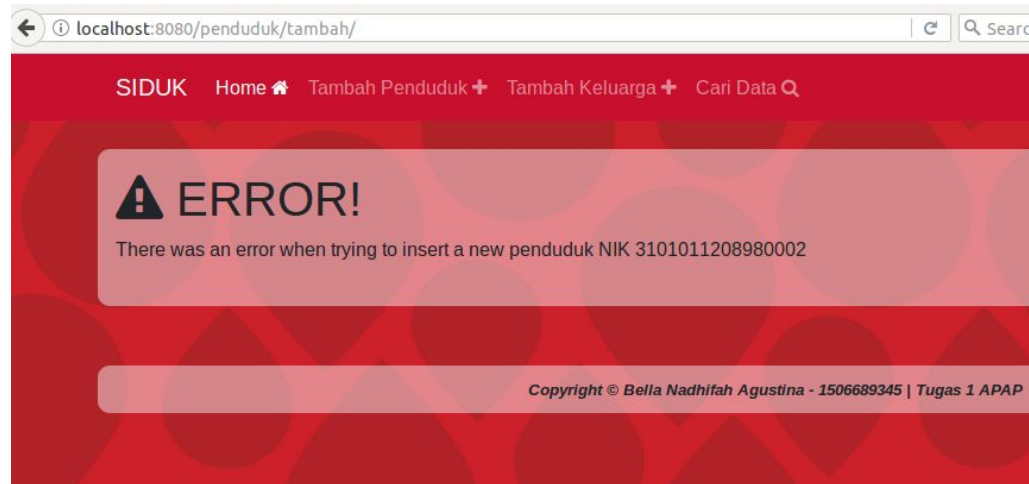 localhost:8080/penduduk/tambah/ Searc
SIDUK Home Tambah Penduduk Tambah Keluarga Cari Data
ERROR!
There was an error when trying to insert a new penduduk NIK 3101011208980002
Copyright © Bella Nadhifah Agustina - 1506689345 | Tugas 1 APAP